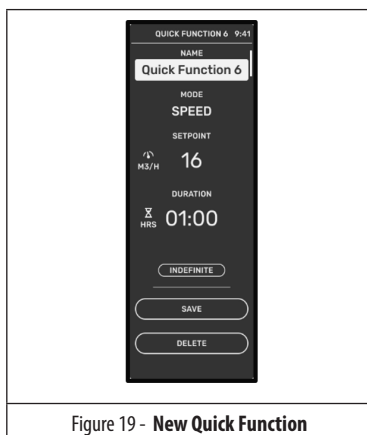 QUICK FUNCTION 6 9:41
NAME
Quick Function 6
MODE
SPEED
SETPOINT
M3/H 16
DURATION
HRS 01:00
INDEFINITE
SAVE
DELETE
Figure 19 - New Quick Function